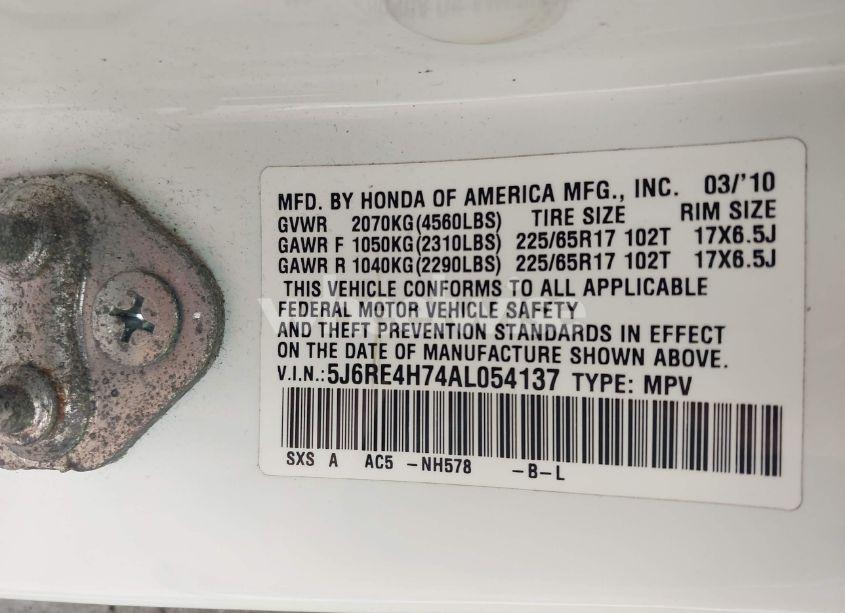 MFD. BY HONDA OF AMERICA MFG., INC. 03/'10
GVWR 2070KG(4560LBS) TIRE SIZE RIM SIZE
GAWR F 1050KG(2310LBS) 225/65R17 102T 17X6.5J
GAWR R 1040KG(2290LBS) 225/65R17 102T 17X6.5J
THIS VEHICLE CONFORMS TO ALL APPLICABLE
FEDERAL MOTOR VEHICLE SAFETY
AND THEFT PREVENTION STANDARDS IN EFFECT
ON THE DATE OF MANUFACTURE SHOWN ABOVE.
V.I.N.:5J6RE4H74AL054137 TYPE: MPV
SXS A AC5 -NH578 -B-L